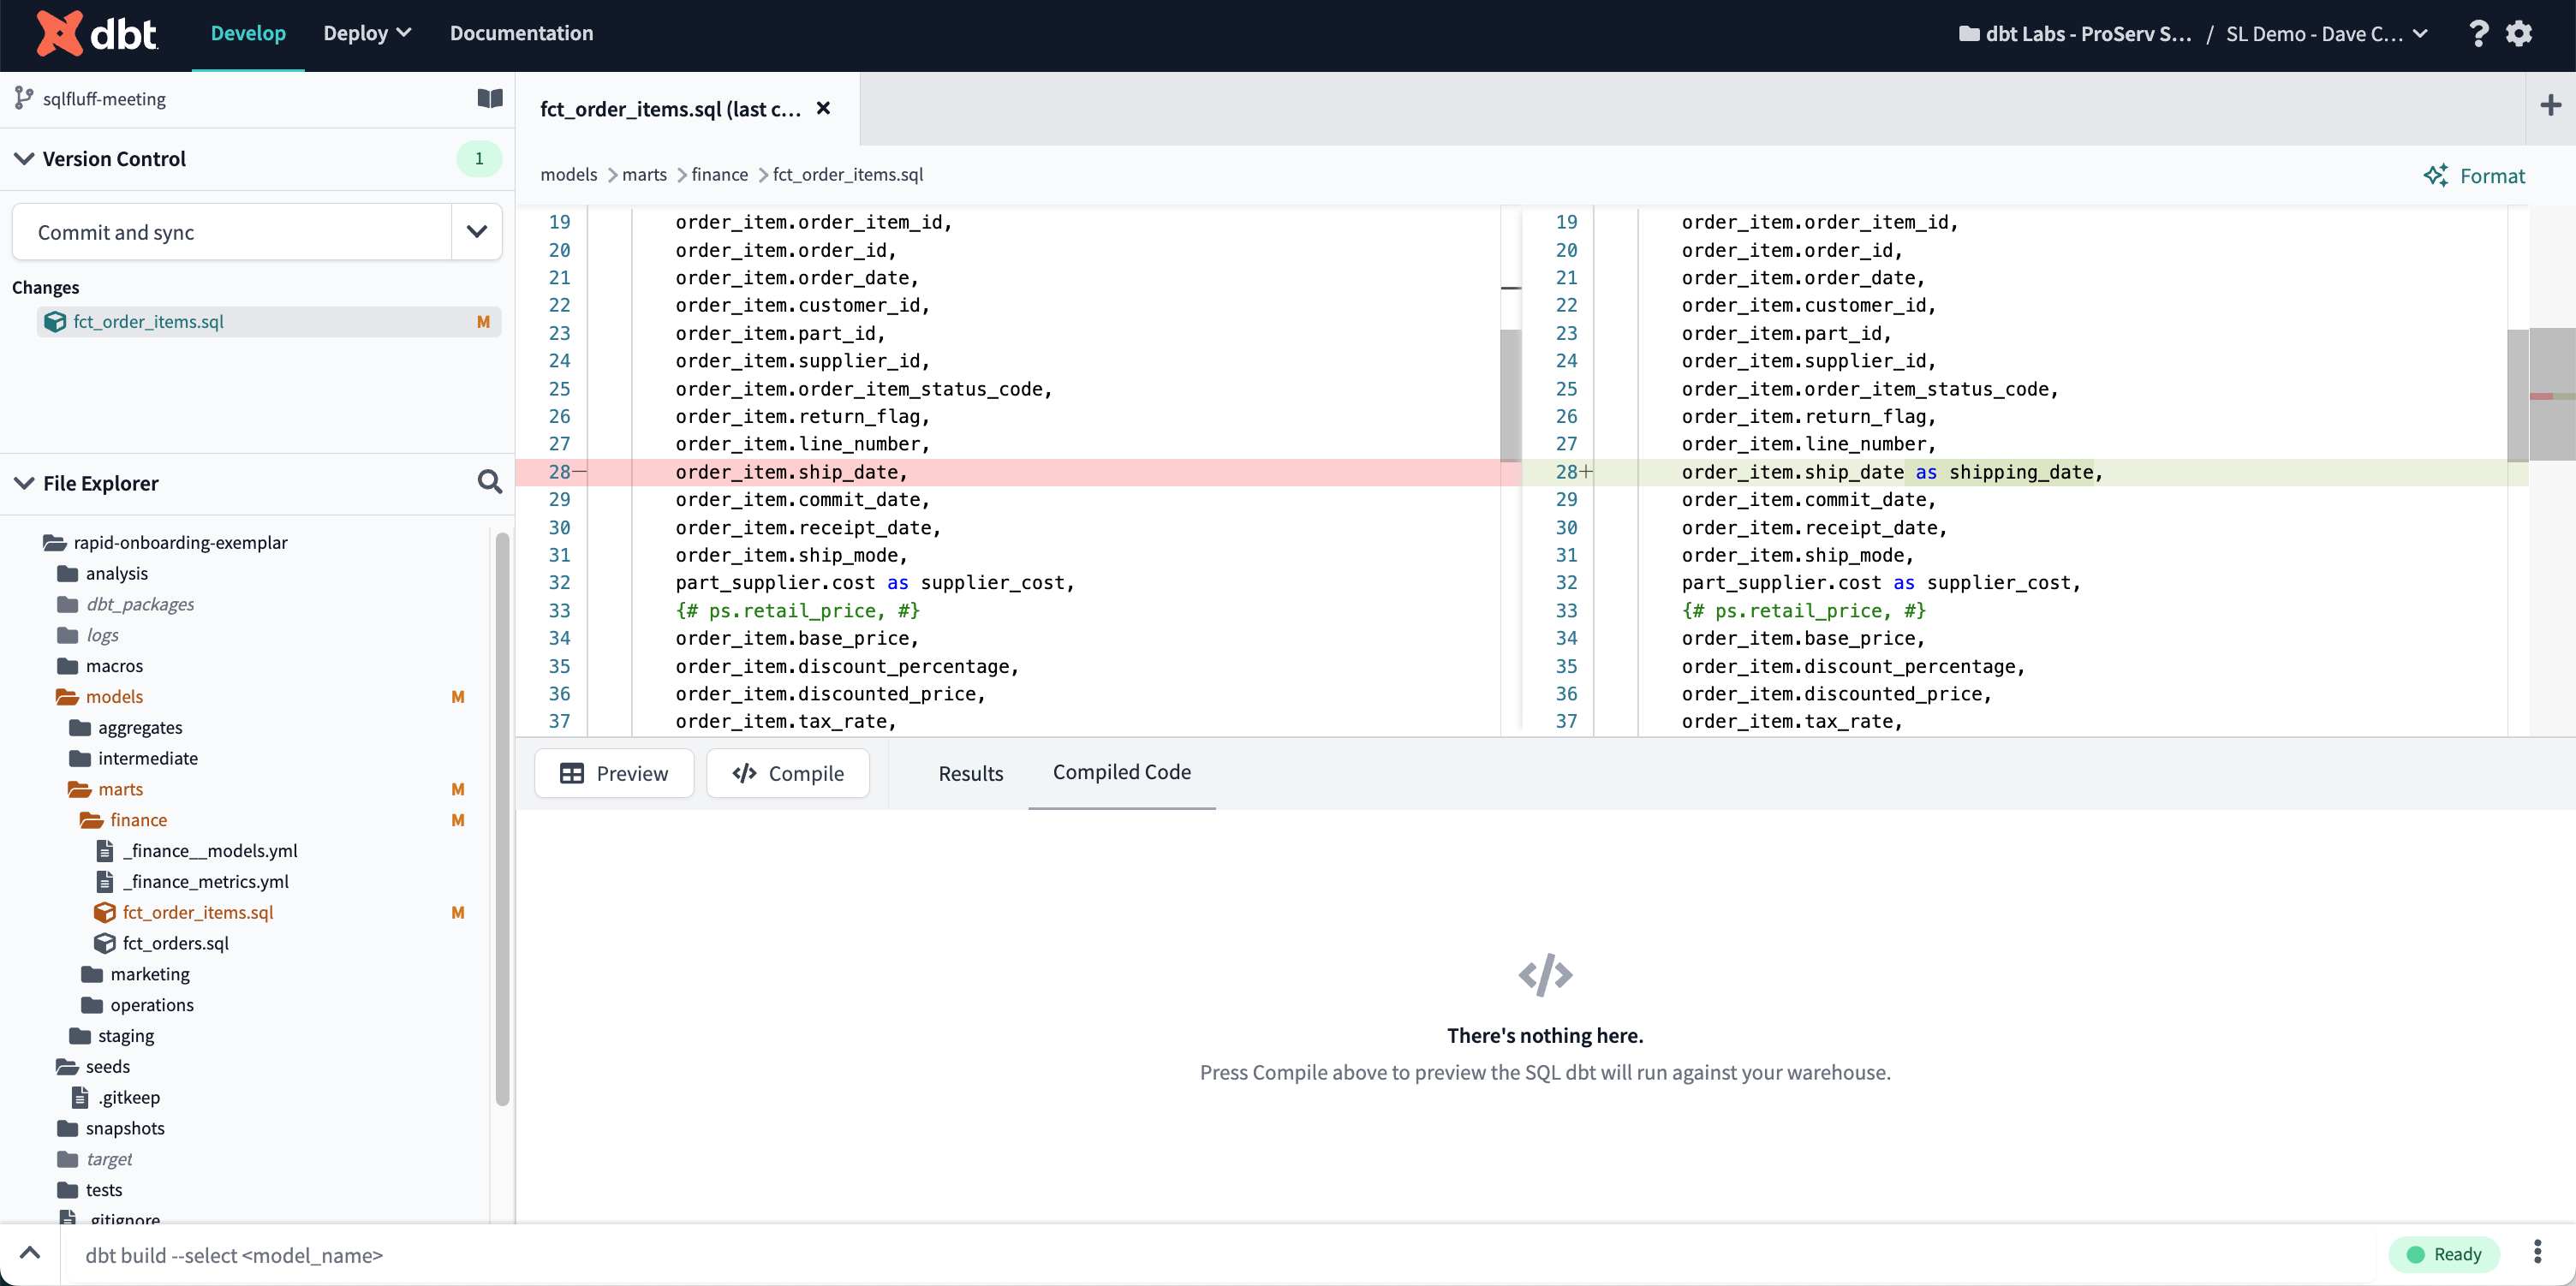 dbt
Develop
Deploy
Documentation
dbt Labs - ProServ S...
/
SL Demo - Dave C...
sqlfluff-meeting
Version Control
1
Commit and sync
Changes
fct_order_items.sql
M
File Explorer
rapid-onboarding-exemplar
analysis
dbt_packages
logs
macros
models M
aggregates
intermediate
marts M
finance M
_finance__models.yml
_finance_metrics.yml
fct_order_items.sql M
fct_orders.sql
marketing
operations
staging
seeds
.gitkeep
snapshots
target
tests
.gitignore
fct_order_items.sql (last c...
models > marts > finance > fct_order_items.sql
Format
19 order_item.order_item_id,
20 order_item.order_id,
21 order_item.order_date,
22 order_item.customer_id,
23 order_item.part_id,
24 order_item.supplier_id,
25 order_item.order_item_status_code,
26 order_item.return_flag,
27 order_item.line_number,
28— order_item.ship_date,
29 order_item.commit_date,
30 order_item.receipt_date,
31 order_item.ship_mode,
32 part_supplier.cost as supplier_cost,
33 {# ps.retail_price, #}
34 order_item.base_price,
35 order_item.discount_percentage,
36 order_item.discounted_price,
37 order_item.tax_rate,
19 order_item.order_item_id,
20 order_item.order_id,
21 order_item.order_date,
22 order_item.customer_id,
23 order_item.part_id,
24 order_item.supplier_id,
25 order_item.order_item_status_code,
26 order_item.return_flag,
27 order_item.line_number,
28+ order_item.ship_date as shipping_date,
29 order_item.commit_date,
30 order_item.receipt_date,
31 order_item.ship_mode,
32 part_supplier.cost as supplier_cost,
33 {# ps.retail_price, #}
34 order_item.base_price,
35 order_item.discount_percentage,
36 order_item.discounted_price,
37 order_item.tax_rate,
Preview
</> Compile
Results
Compiled Code
</>
There's nothing here.
Press Compile above to preview the SQL dbt will run against your warehouse.
dbt build --select <model_name>
Ready